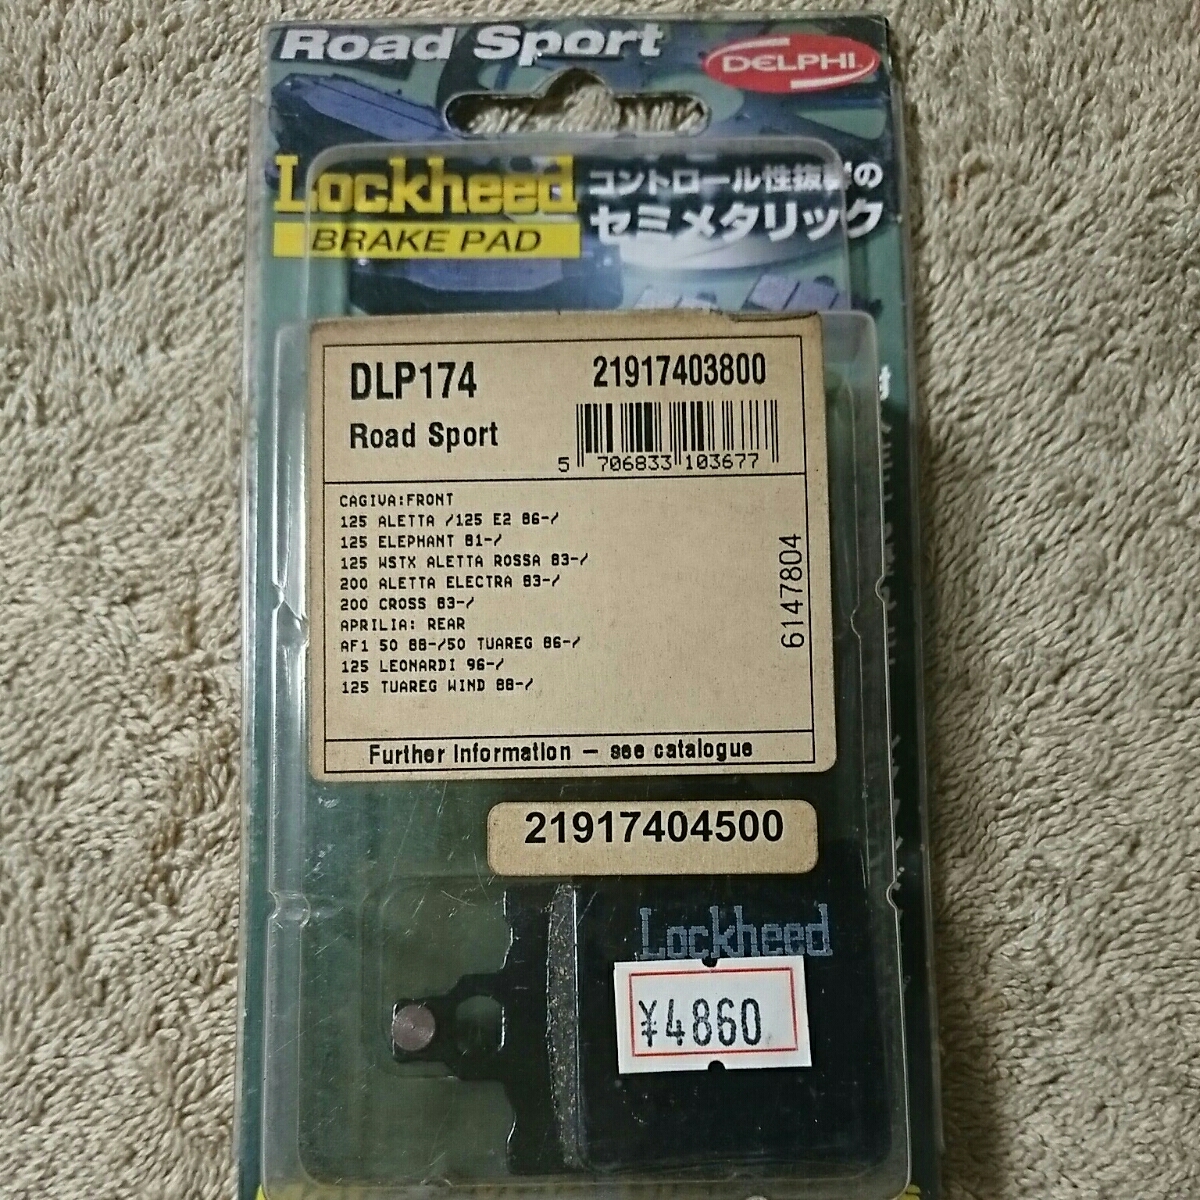 Road Sport
DELPHI
Lockheed
BRAKE PAD
コントロール性抜群の
セミメタリック
DLP174
21917403800
Road Sport
5 706833 103677
CAGIVA:FRONT
125 ALETTA /125 E2 86-/
125 ELEPHANT 81-/
125 WSTX ALETTA ROSSA 83-/
200 ALETTA ELECTRA 83-/
200 CROSS 83-/
APRILIA: REAR
AF1 50 88-/50 TUAREG 86-/
125 LEONARDI 96-/
125 TUAREG WIND 88-/
6147804
Further Information – see catalogue
21917404500
Lockheed
¥4860